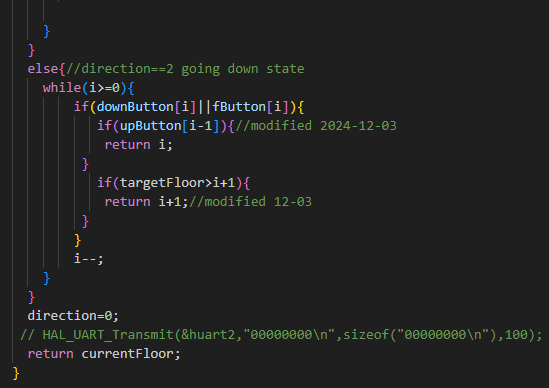 }
}
else{//direction==2 going down state
while(i>=0){
if(downButton[i]||fButton[i]){
if(upButton[i-1]){//modified 2024-12-03
return i;
}
if(targetFloor>i+1){
return i+1;//modified 12-03
}
}
i--;
}
}
direction=0;
// HAL_UART_Transmit(&huart2,"00000000\n",sizeof("00000000\n"),100);
return currentFloor;
}